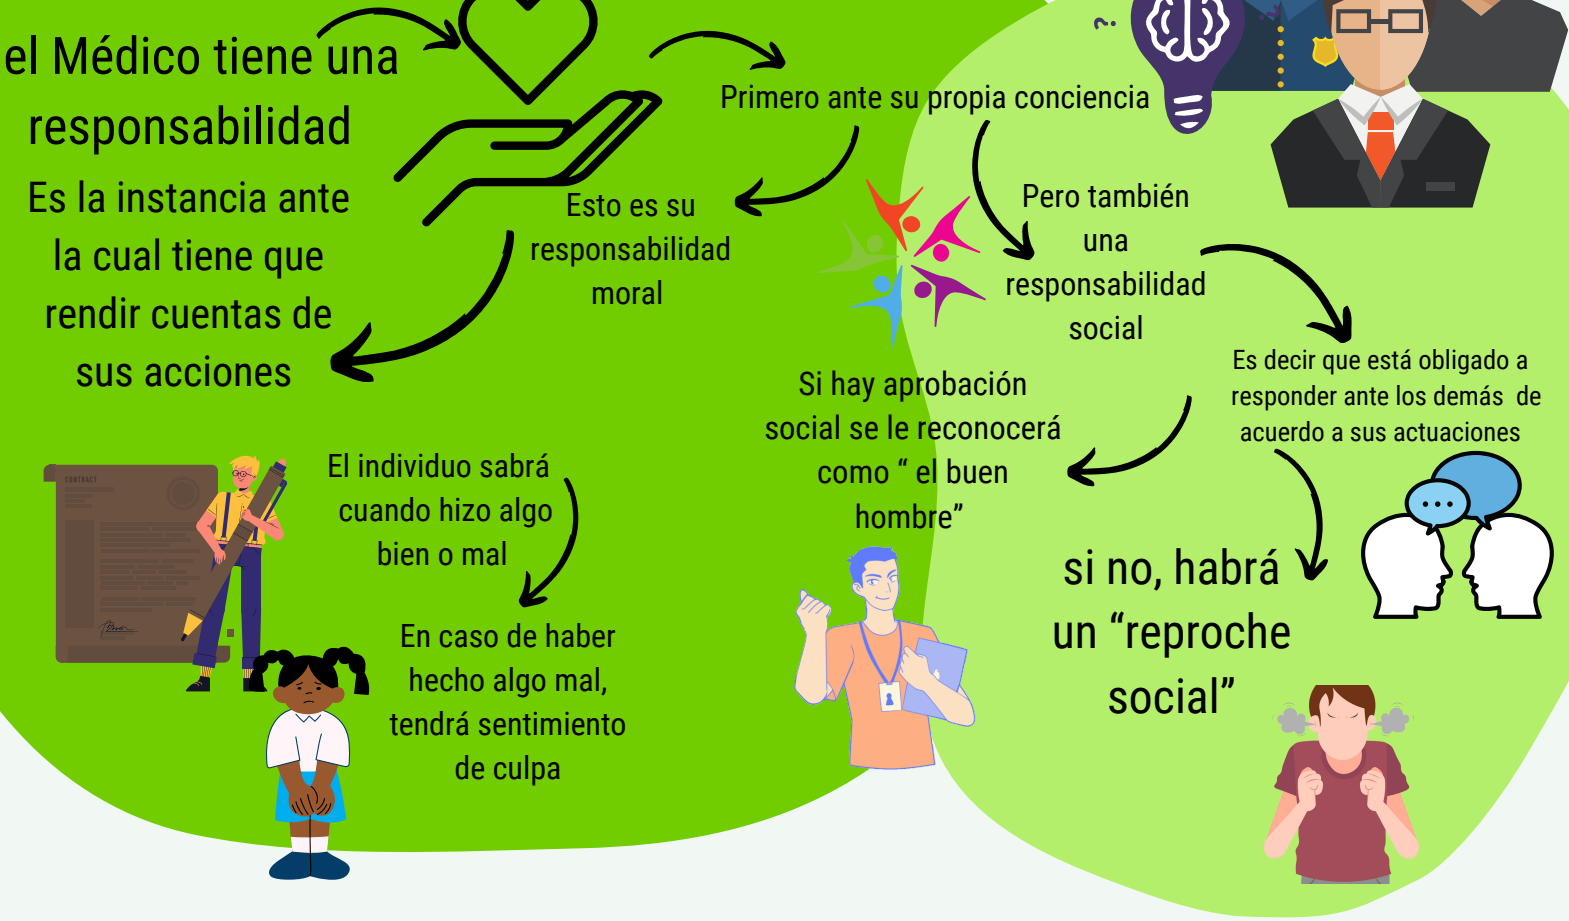 el Médico tiene una
responsabilidad
Es la instancia ante
la cual tiene que
rendir cuentas de
sus acciones
Primero ante su propia conciencia
Esto es su
responsabilidad
moral
Pero también
una
responsabilidad
social
Es decir que está obligado a
responder ante los demás de
acuerdo a sus actuaciones
Si hay aprobación
social se le reconocerá
como “ el buen
hombre”
si no, habrá
un “reproche
social”
El individuo sabrá
cuando hizo algo
bien o mal
En caso de haber
hecho algo mal,
tendrá sentimiento
de culpa
CONTRACT